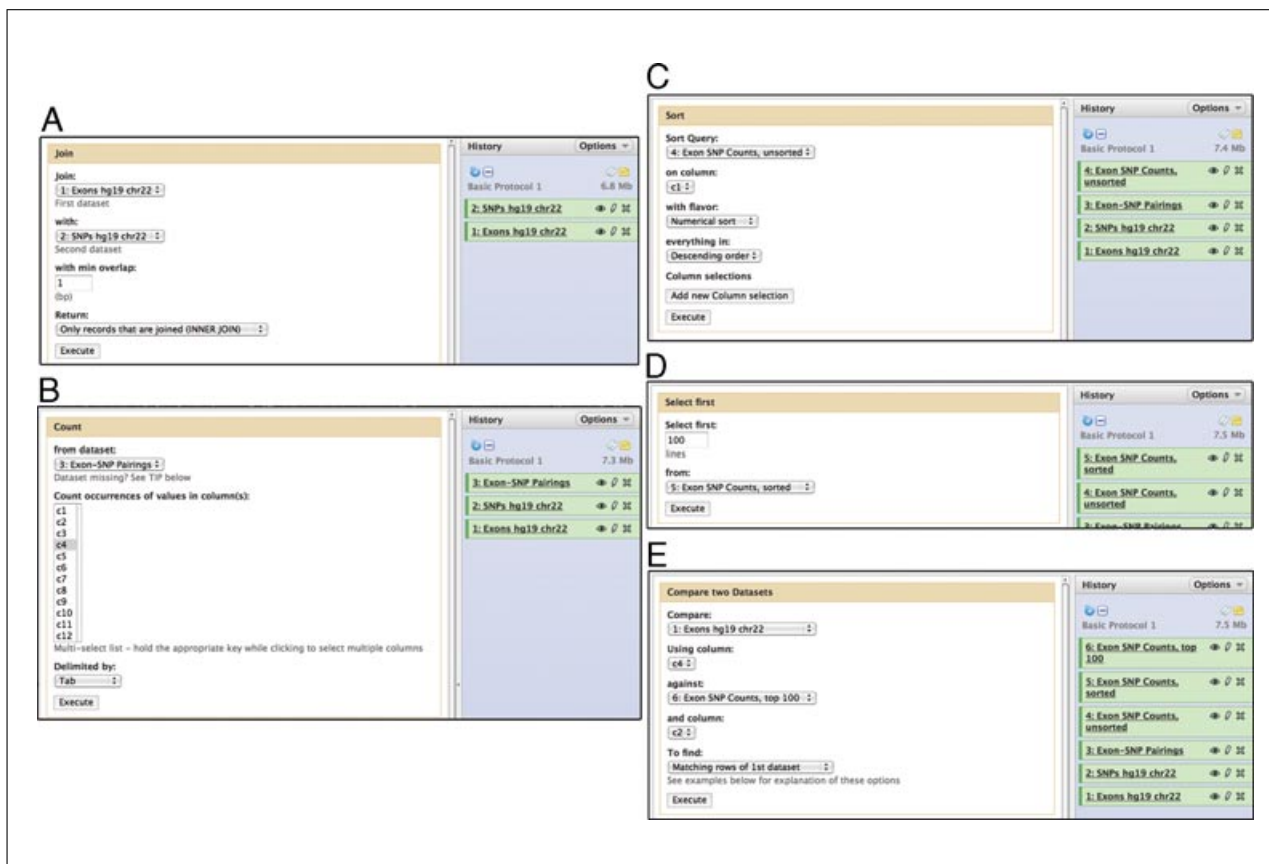 A
Join
Join:
1: Exons hg19 chr22
First dataset
with:
2: SNPs hg19 chr22
Second dataset
with min overlap:
1
(bp)
Return:
Only records that are joined (INNER JOIN)
Execute
History
Options
Basic Protocol 1
6.8 Mb
2: SNPs hg19 chr22
1: Exons hg19 chr22
B
Count
from dataset:
3: Exon-SNP Pairings
Dataset missing? See TIP below
Count occurrences of values in column(s):
c1
c2
c3
c4
c5
c6
c7
c8
c9
c10
c11
c12
Multi-select list - hold the appropriate key while clicking to select multiple columns
Delimited by:
Tab
Execute
History
Options
Basic Protocol 1
7.3 Mb
3: Exon-SNP Pairings
2: SNPs hg19 chr22
1: Exons hg19 chr22
C
Sort
Sort Query:
4: Exon SNP Counts, unsorted
on column:
c1
with flavor:
Numerical sort
everything in:
Descending order
Column selections
Add new Column selection
Execute
History
Options
Basic Protocol 1
7.4 Mb
4: Exon SNP Counts,
unsorted
3: Exon-SNP Pairings
2: SNPs hg19 chr22
1: Exons hg19 chr22
D
Select first
Select first:
100
lines
from:
5: Exon SNP Counts, sorted
Execute
History
Options
Basic Protocol 1
7.5 Mb
5: Exon SNP Counts,
sorted
4: Exon SNP Counts,
unsorted
3: Exon-SNP Pairings
E
Compare two Datasets
Compare:
1: Exons hg19 chr22
Using column:
c4
against:
6: Exon SNP Counts, top 100
and column:
c2
To find:
Matching rows of 1st dataset
See examples below for explanation of these options
Execute
History
Options
Basic Protocol 1
7.5 Mb
6: Exon SNP Counts, top
100
5: Exon SNP Counts,
sorted
4: Exon SNP Counts,
unsorted
3: Exon-SNP Pairings
2: SNPs hg19 chr22
1: Exons hg19 chr22